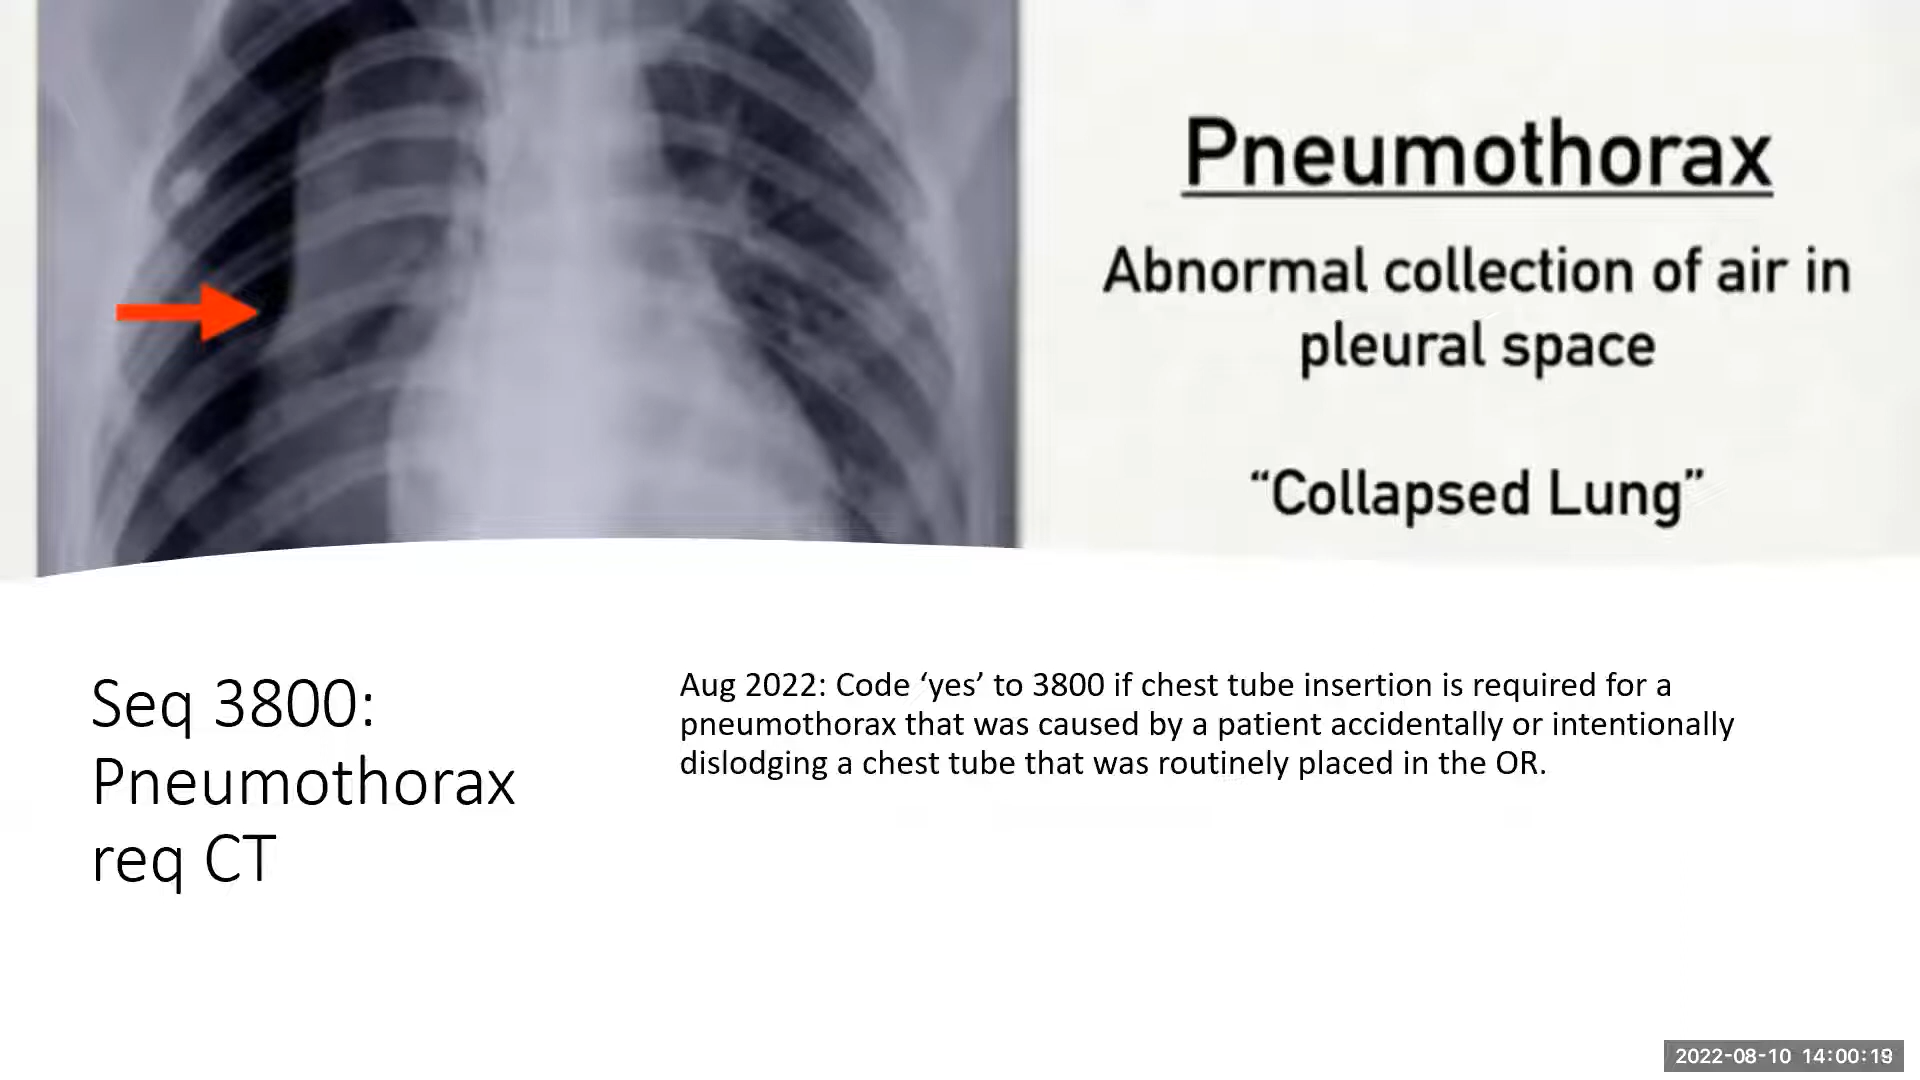 Pneumothorax
Abnormal collection of air in
pleural space
“Collapsed Lung”
Seq 3800:
Pneumothorax
req CT
Aug 2022: Code ‘yes’ to 3800 if chest tube insertion is required for a
pneumothorax that was caused by a patient accidentally or intentionally
dislodging a chest tube that was routinely placed in the OR.
2022-08-10 14:00:19